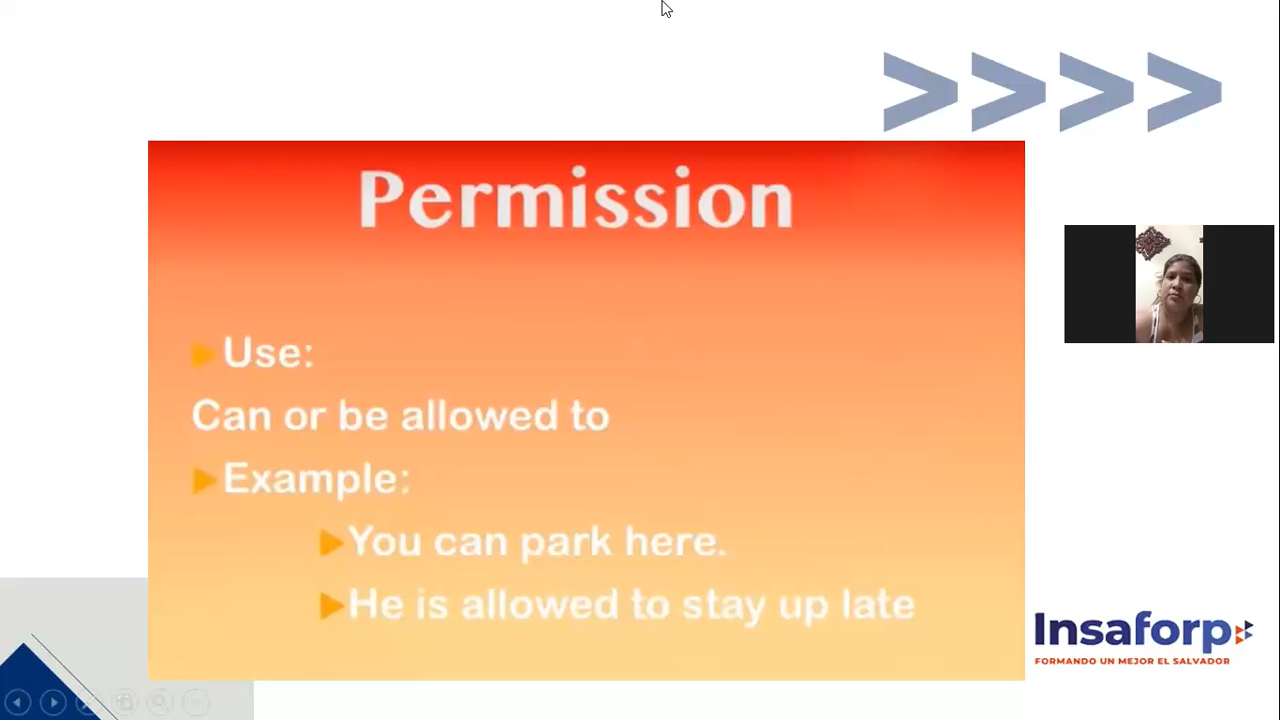 Permission
Use:
Can or be allowed to
Example:
You can park here.
He is allowed to stay up late
Insaforp
FORMANDO UN MEJOR EL SALVADOR